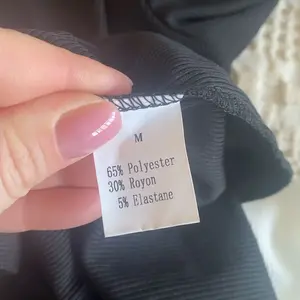 M
65% Polyester
30% Royon
5% Elastane